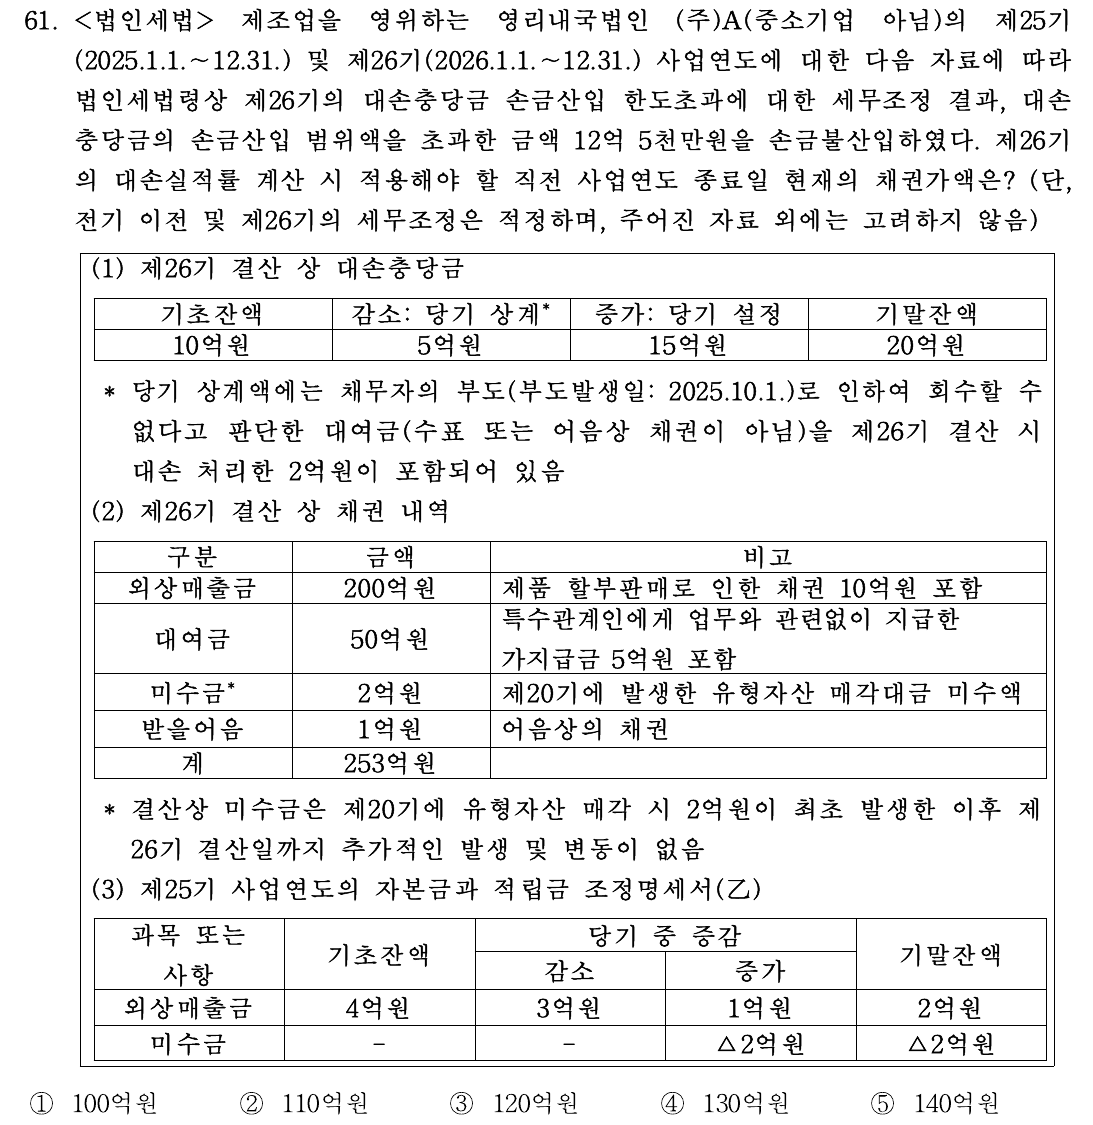 61. <법인세법> 제조업을 영위하는 영리내국법인 (주)A(중소기업 아님)의 제25기
(2025.1.1.~12.31.) 및 제26기(2026.1.1.~12.31.) 사업연도에 대한 다음 자료에 따라
법인세법령상 제26기의 대손충당금 손금산입 한도초과에 대한 세무조정 결과, 대손
충당금의 손금산입 범위액을 초과한 금액 12억 5천만원을 손금불산입하였다. 제26기
의 대손실적률 계산 시 적용해야 할 직전 사업연도 종료일 현재의 채권가액은? (단,
전기 이전 및 제26기의 세무조정은 적정하며, 주어진 자료 외에는 고려하지 않음)
(1) 제26기 결산 상 대손충당금
기초잔액 감소: 당기 상계* 증가: 당기 설정 기말잔액
10억원 5억원 15억원 20억원
* 당기 상계액에는 채무자의 부도(부도발생일: 2025.10.1.)로 인하여 회수할 수
없다고 판단한 대여금(수표 또는 어음상 채권이 아님)을 제26기 결산 시
대손 처리한 2억원이 포함되어 있음
(2) 제26기 결산 상 채권 내역
구분 금액 비고
외상매출금 200억원 제품 할부판매로 인한 채권 10억원 포함
대여금 50억원 특수관계인에게 업무와 관련없이 지급한
가지급금 5억원 포함
미수금* 2억원 제20기에 발생한 유형자산 매각대금 미수액
받을어음 1억원 어음상의 채권
계 253억원
* 결산상 미수금은 제20기에 유형자산 매각 시 2억원이 최초 발생한 이후 제
26기 결산일까지 추가적인 발생 및 변동이 없음
(3) 제25기 사업연도의 자본금과 적립금 조정명세서(乙)
과목 또는 사항 기초잔액 당기 중 증감 기말잔액
감소 증가
외상매출금 4억원 3억원 1억원 2억원
미수금 - - △2억원 △2억원
① 100억원 ② 110억원 ③ 120억원 ④ 130억원 ⑤ 140억원